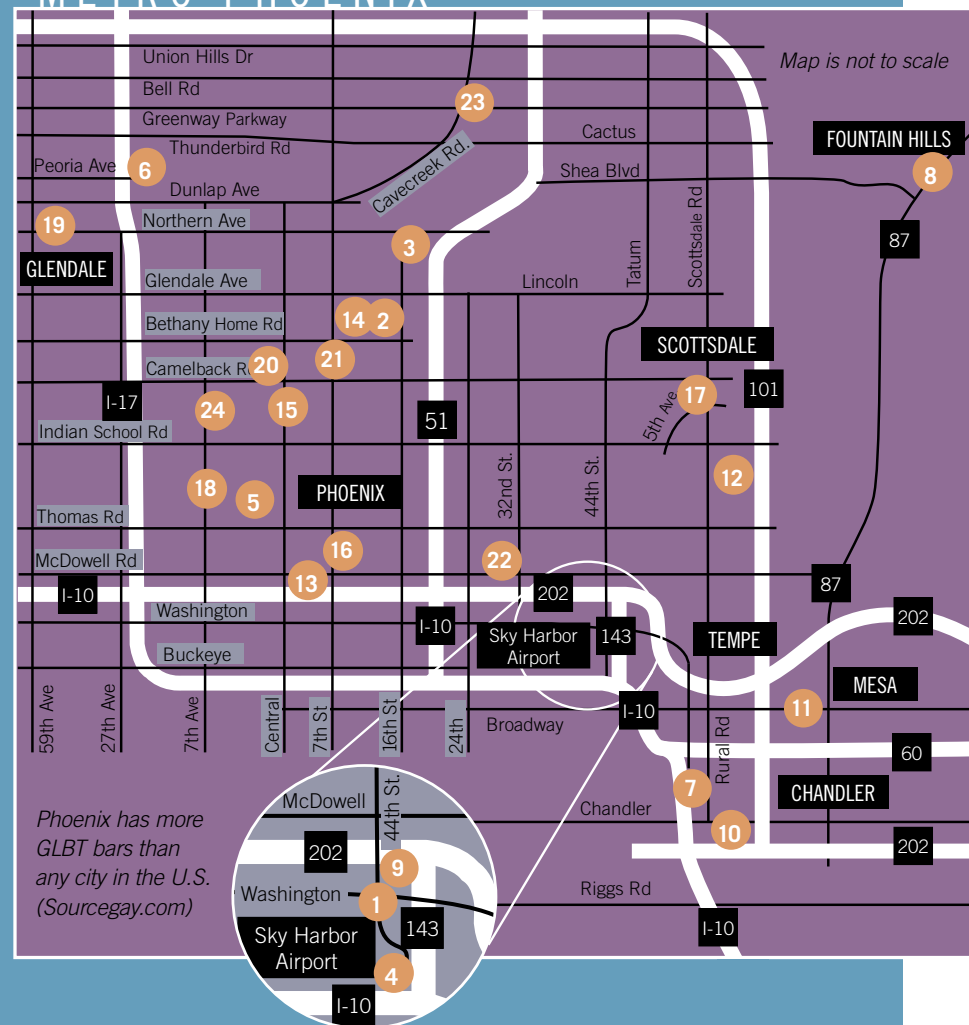 METRO PHOENIX
Union Hills Dr
Map is not to scale
Bell Rd
23
Greenway Parkway
Cactus
FOUNTAIN HILLS
Thunderbird Rd
Peoria Ave
6
Cavecreek Rd.
Shea Blvd
8
Dunlap Ave
Scottsdale Rd
19
Northern Ave
3
87
Tatum
GLENDALE
Glendale Ave
Lincoln
Bethany Home Rd
14
2
SCOTTSDALE
Camelback R
20
21
101
I-17
24
15
51
5th Ave
17
Indian School Rd
32nd St.
44th St.
12
18
5
PHOENIX
Thomas Rd
16
McDowell Rd
22
13
I-10
202
87
Washington
I-10
Sky Harbor
Airport
143
TEMPE
202
Buckeye
MESA
59th Ave
27th Ave
7th Ave
Central
7th St
16th St
24th
Broadway
I-10
Rural Rd
11
60
7
CHANDLER
McDowell
44th St.
Chandler
10
202
Phoenix has more
GLBT bars than
any city in the U.S.
(Sourcegay.com)
202
9
Washington
1
Riggs Rd
143
Sky Harbor
Airport
4
I-10
I-10